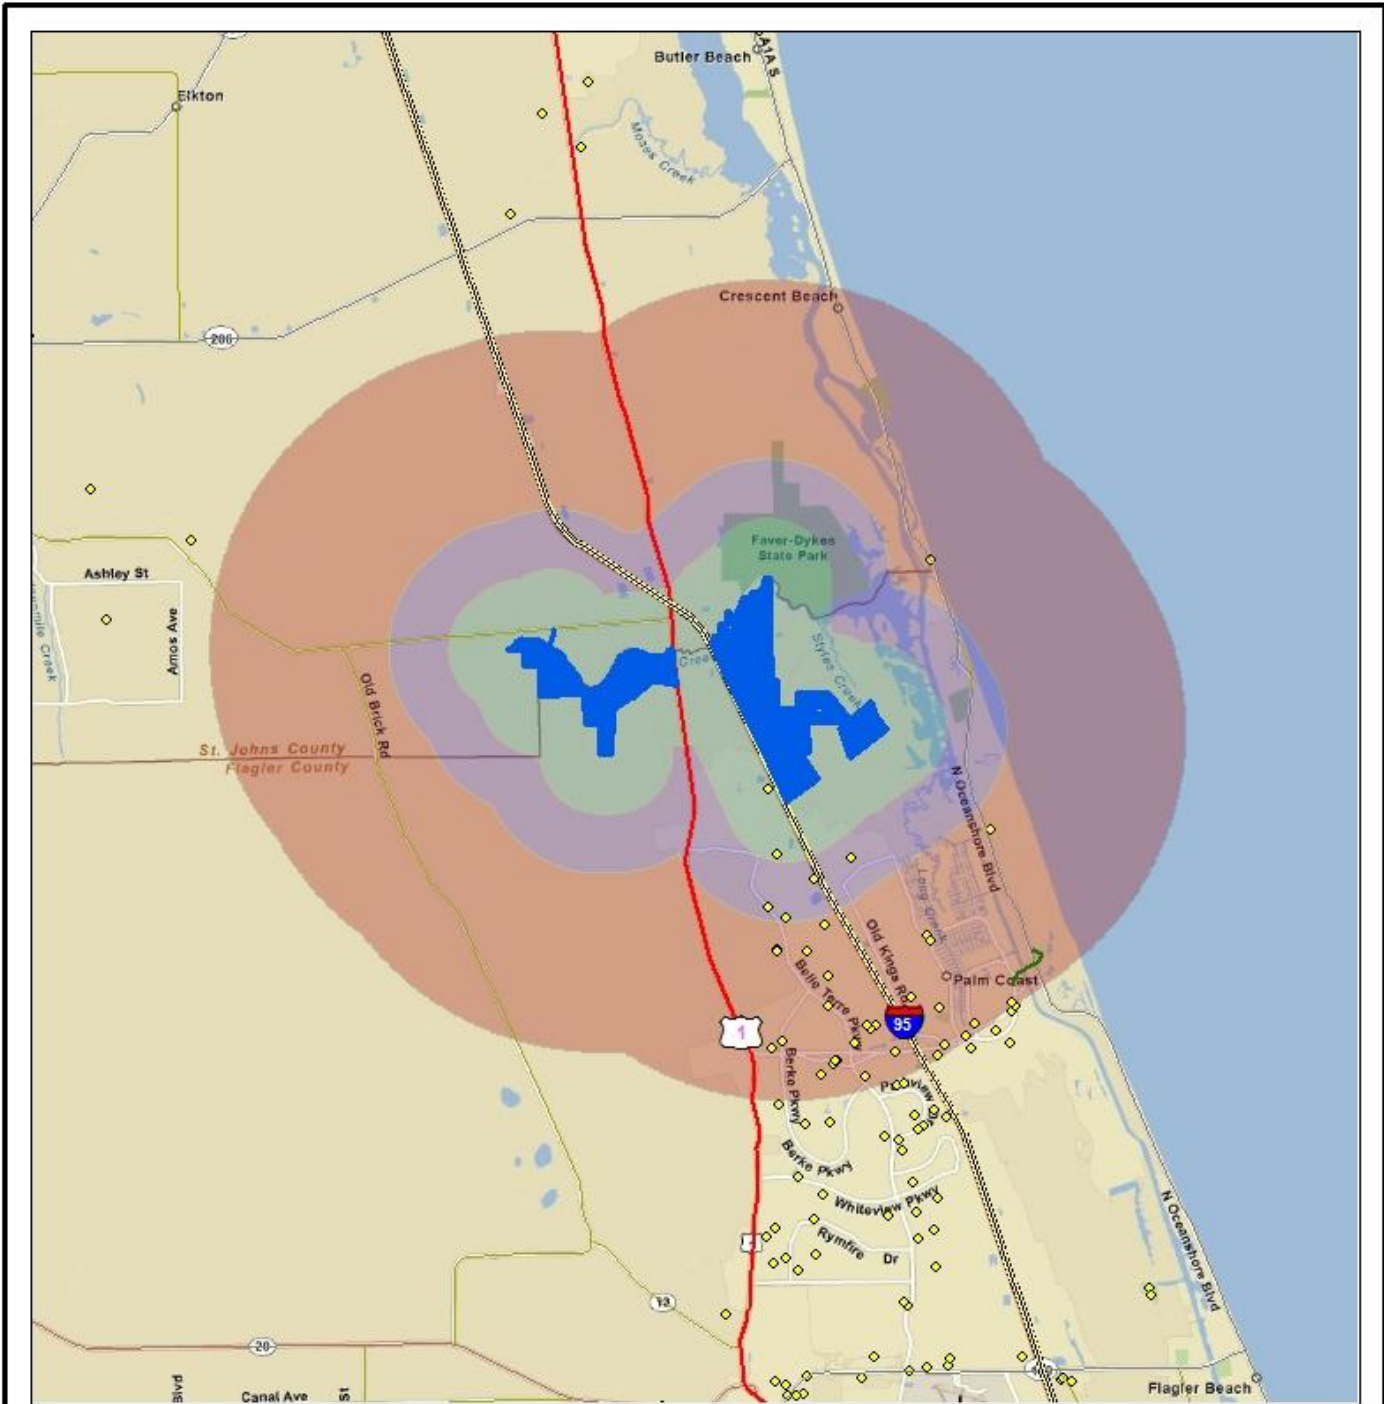 A1A S
Butler Beach
Elkton
Moses Creek
Crescent Beach
206
Faver-Dykes
State Park
Ashley St
Amos Ave
Creek
Styles Creek
Old Brick Rd
St. Johns County
Flagler County
N Oceanshore Blvd
Long Creek
Old Kings Rd
Palm Coast
Belle Terre Pkwy
95
1
Berke Pkwy
Berke Pkwy
Whiteview Pkwy
Rymfire Dr
N Oceanshore Blvd
13
20
Flagler Beach
Blvd
Canal Ave
St